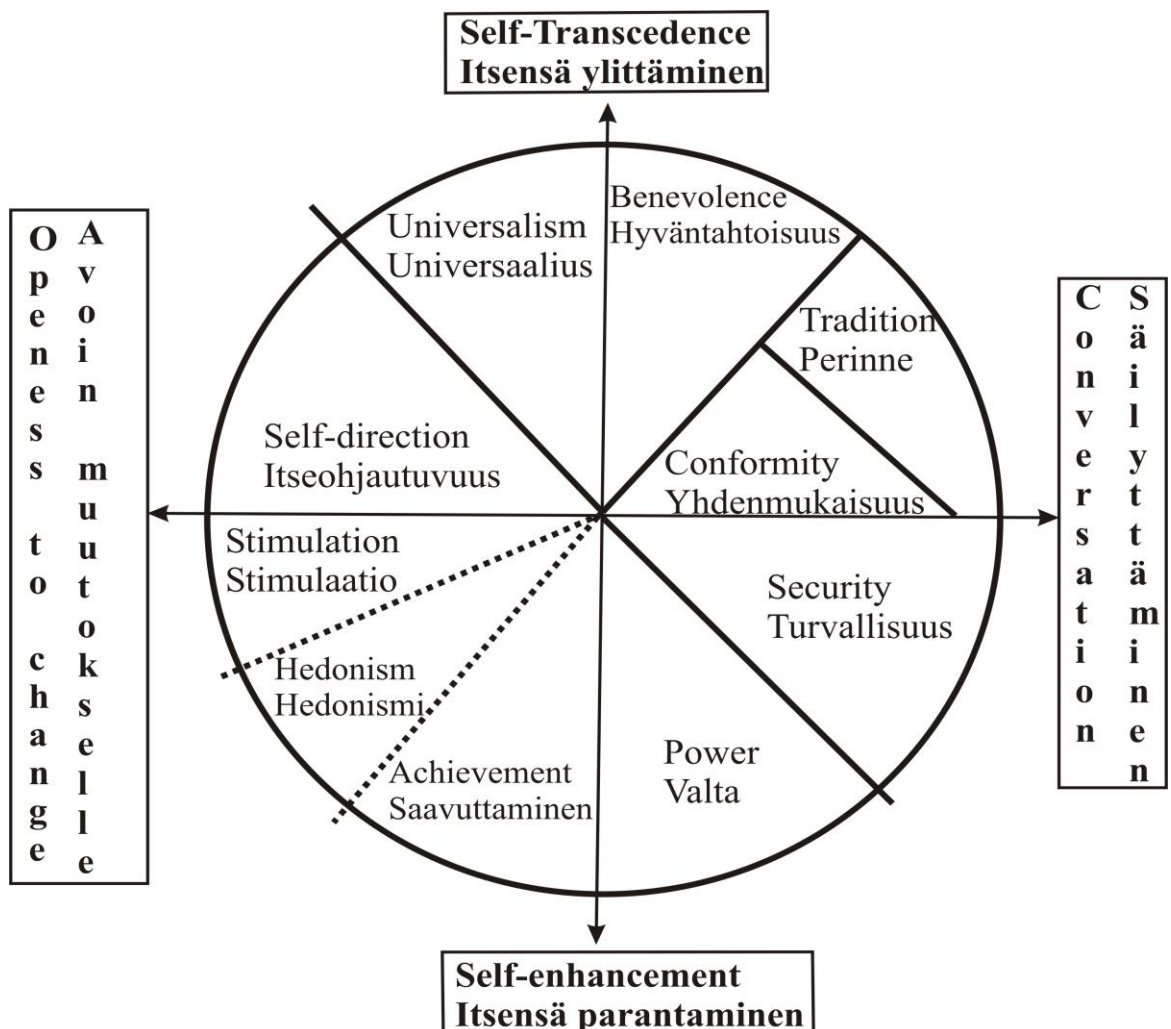 Self-Transcedence
Itsensä ylittäminen
Benevolence
Hyväntahtoisuus
Universalism
Universaalius
Openess to change
Avoin muutokselle
Tradition
Perinne
Conversation
Säilyttäminen
Self-direction
Itseohjautuvuus
Conformity
Yhdenmukaisuus
Stimulation
Stimulaatio
Security
Turvallisuus
Hedonism
Hedonismi
Power
Valta
Achievement
Saavuttaminen
Self-enhancement
Itsensä parantaminen